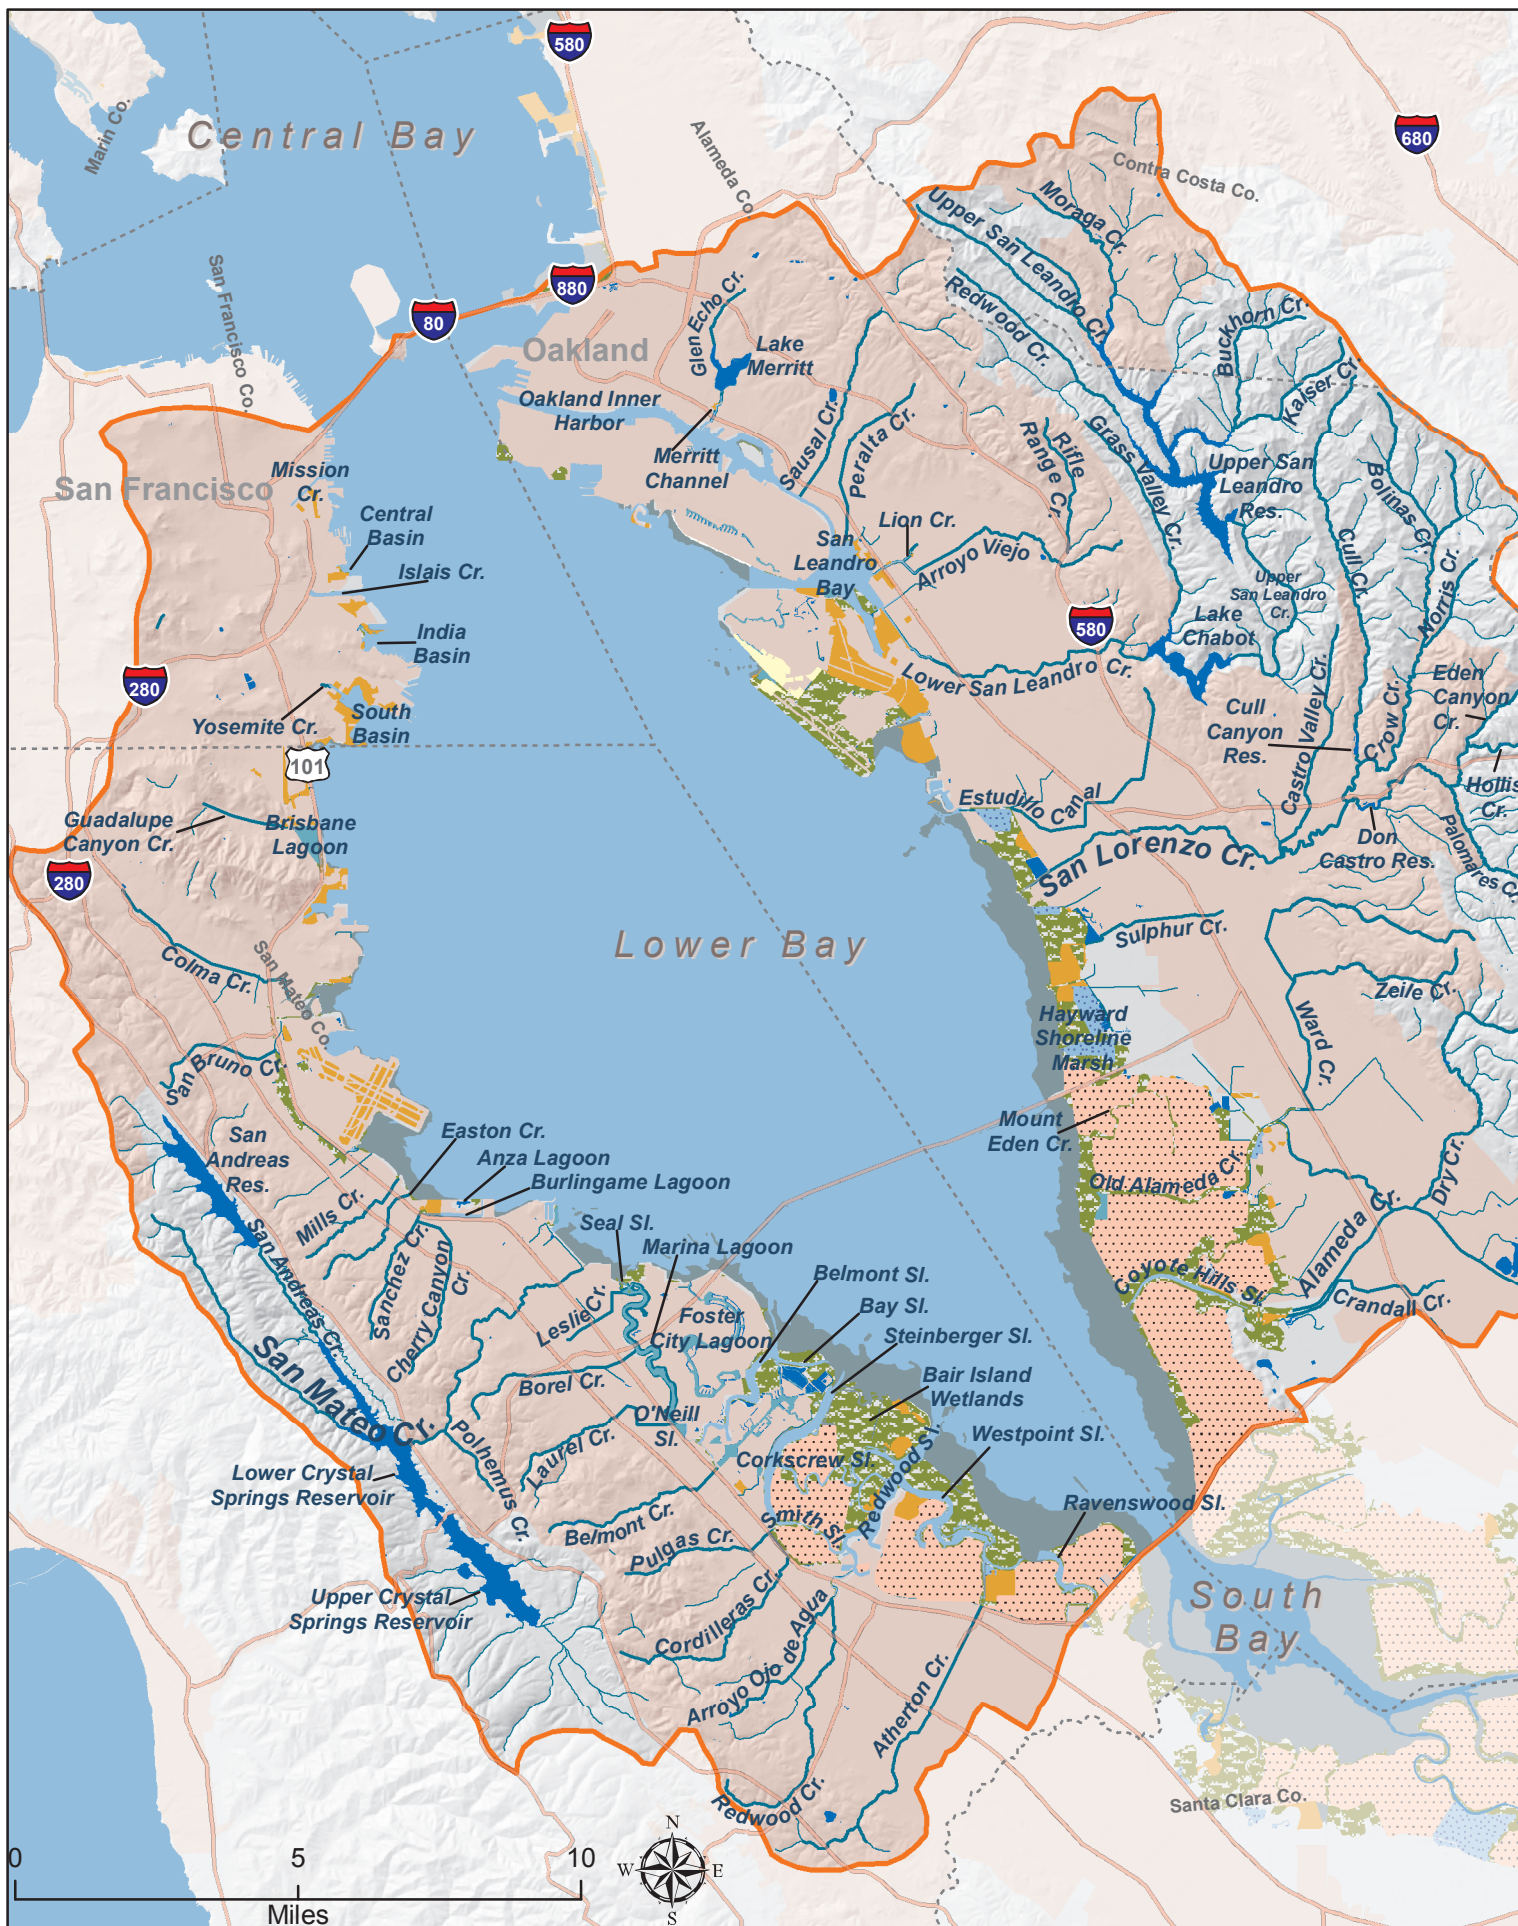 580
Central Bay
Marin Co.
Alameda Co.
680
Contra Costa Co.
Moraga Cr.
Upper San Leandro Cr.
San Francisco Co.
880
80
Redwood Cr.
Glen Echo Cr.
Buckhorn Cr.
Oakland
Lake
Merritt
Kaiser Cr.
Oakland Inner
Harbor
Sausal Cr.
Peralta Cr.
Rifle
Range Cr.
Grass Valley Cr.
Mission
Cr.
San Francisco
Merritt
Channel
Upper San
Leandro
Res.
Bolinas Cr.
Central
Basin
Lion Cr.
Cull Cr.
San
Leandro
Bay
Arroyo Viejo
Islais Cr.
Norris Cr.
Upper
San Leandro
Cr.
580
Lake
Chabot
India
Basin
280
Lower San Leandro Cr.
Castro Valley Cr.
Crow Cr.
Eden
Canyon
Cr.
Yosemite Cr.
South
Basin
Cull
Canyon
Res.
101
Hollis
Cr.
Estudillo Canal
Guadalupe
Canyon Cr.
Brisbane
Lagoon
Don
Castro Res.
Palomares Cr.
San Lorenzo Cr.
280
Lower Bay
Sulphur Cr.
Colma Cr.
San Mateo Co.
Zeile Cr.
Hayward
Shoreline
Marsh
Ward Cr.
San Bruno Cr.
Mount
Eden Cr.
San
Andreas
Res.
Easton Cr.
Anza Lagoon
Burlingame Lagoon
Old Alameda Cr.
Dry Cr.
Mills Cr.
Seal Sl.
Marina Lagoon
Alameda Cr.
San Andreas Cr.
Sanchez Cr.
Cherry Canyon
Cr.
Belmont Sl.
Coyote Hills Sl.
Crandall Cr.
Leslie Cr.
Foster
City Lagoon
Bay Sl.
Steinberger Sl.
San Mateo Cr.
Borel Cr.
Bair Island
Wetlands
O'Neill
Sl.
Westpoint Sl.
Polhemus Cr.
Laurel Cr.
Corkscrew Sl.
Redwood Sl.
Lower Crystal
Springs Reservoir
Ravenswood Sl.
Belmont Cr.
Smith Sl.
Pulgas Cr.
Upper Crystal
Springs Reservoir
South
Bay
Cordilleras Cr.
Arroyo Ojo de Agua
Atherton Cr.
Redwood Cr.
Santa Clara Co.
0
5
10
Miles
N
W
E
S